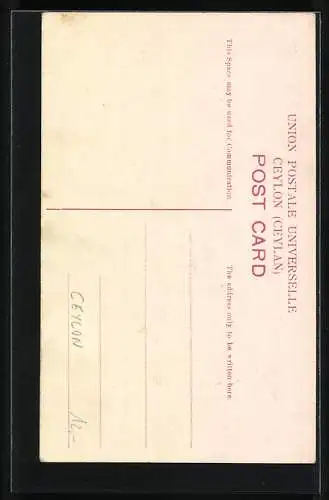 UNION POSTALE UNIVERSELLE
CEYLON (CEYLAN)
POST CARD
This Space may be used for Communication.
The address only to be written here.
CEYLON 12,-